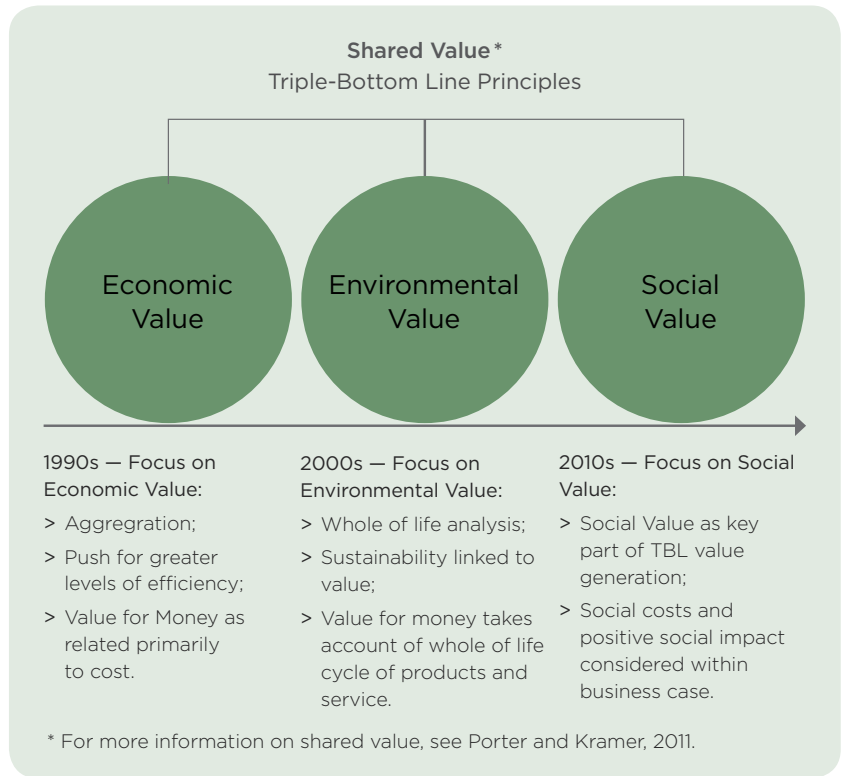 Shared Value*
Triple-Bottom Line Principles
Economic
Value
Environmental
Value
Social
Value
1990s — Focus on
Economic Value:
> Aggregration;
> Push for greater
levels of efficiency;
> Value for Money as
related primarily
to cost.
2000s — Focus on
Environmental Value:
> Whole of life analysis;
> Sustainability linked to
value;
> Value for money takes
account of whole of life
cycle of products and
service.
2010s — Focus on Social
Value:
> Social Value as key
part of TBL value
generation;
> Social costs and
positive social impact
considered within
business case.
* For more information on shared value, see Porter and Kramer, 2011.